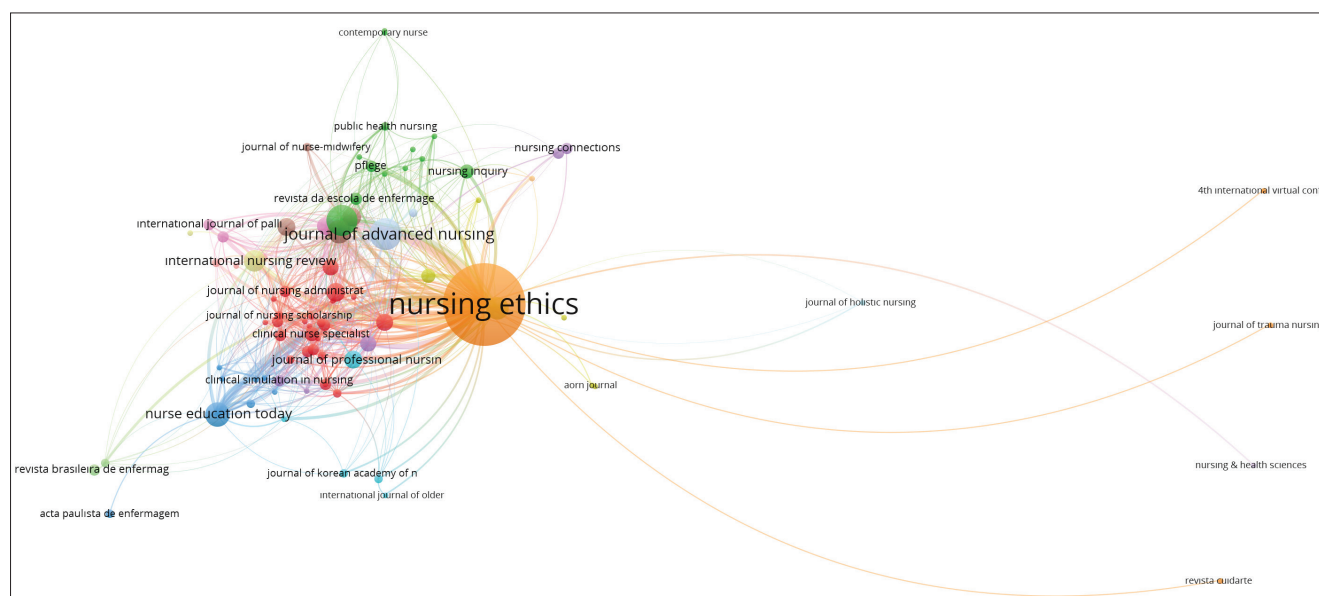 contemporary nurse
public health nursing
journal of nurse-midwifery
nursing connections
pflege
nursing inquiry
4th international virtual conf
revista da escola de enfermage
international journal of palli
journal of advanced nursing
international nursing review
journal of nursing administrat
nursing ethics
journal of holistic nursing
journal of nursing scholarship
journal of trauma nursin
clinical nurse specialist
journal of professional nursin
clinical simulation in nursing
aorn journal
nurse education today
nursing & health sciences
revista brasileira de enfermag
journal of korean academy of n
international journal of older
acta paulista de enfermagem
revista cuidarte